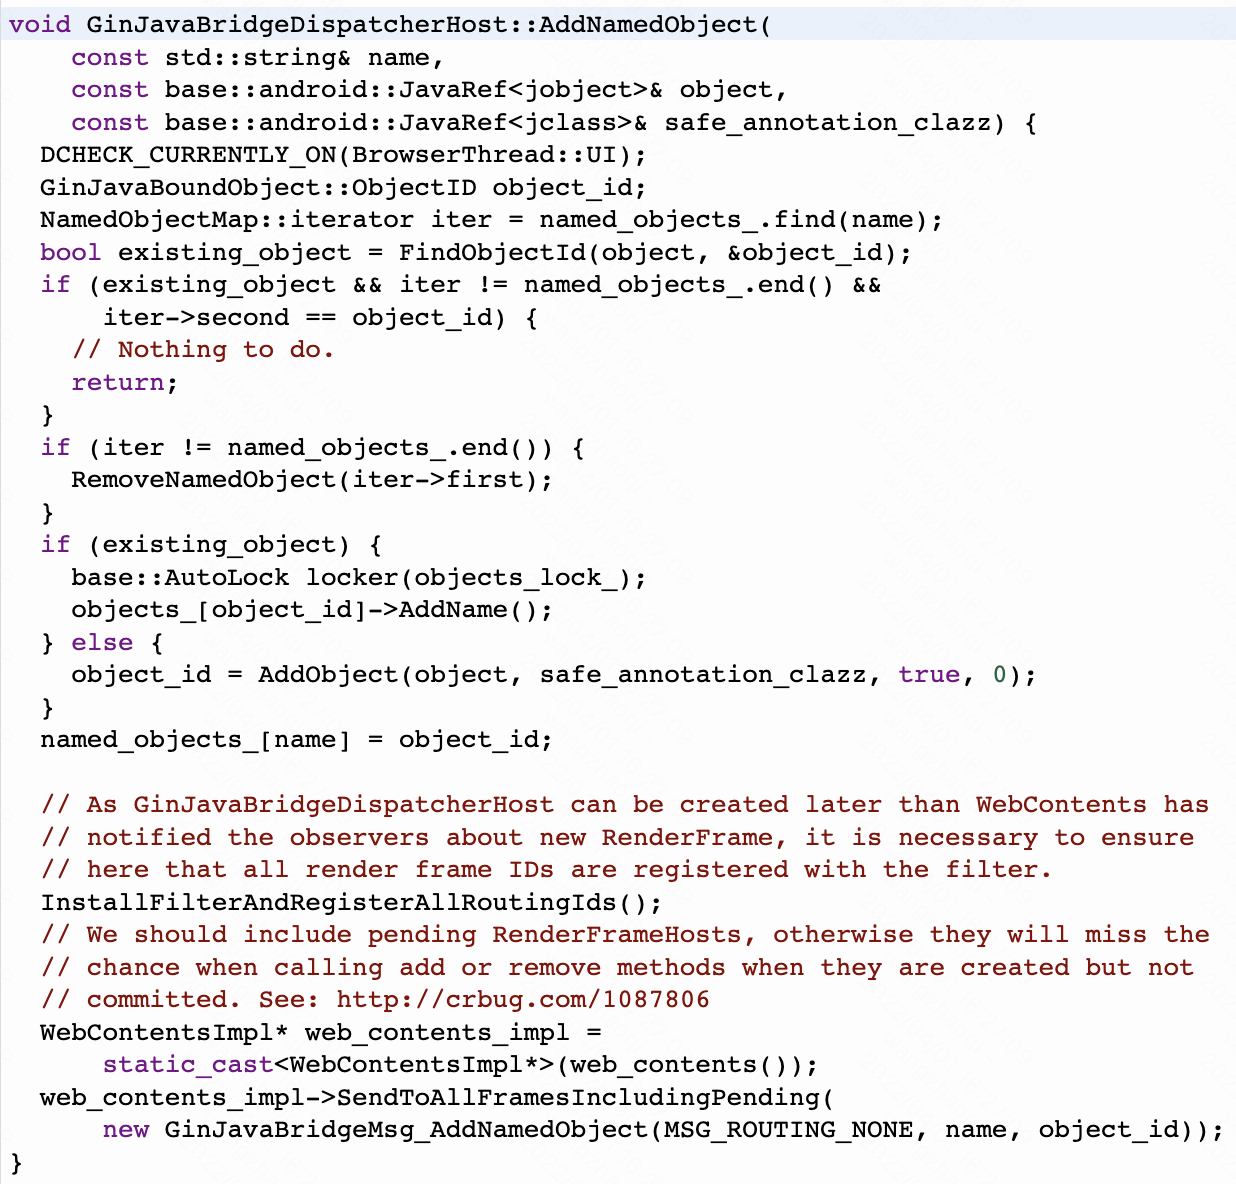 void GinJavaBridgeDispatcherHost::AddNamedObject(
    const std::string& name,
    const base::android::JavaRef<jobject>& object,
    const base::android::JavaRef<jclass>& safe_annotation_clazz) {
  DCHECK_CURRENTLY_ON(BrowserThread::UI);
  GinJavaBoundObject::ObjectID object_id;
  NamedObjectMap::iterator iter = named_objects_.find(name);
  bool existing_object = FindObjectId(object, &object_id);
  if (existing_object && iter != named_objects_.end() &&
      iter->second == object_id) {
    // Nothing to do.
    return;
  }
  if (iter != named_objects_.end()) {
    RemoveNamedObject(iter->first);
  }
  if (existing_object) {
    base::AutoLock locker(objects_lock_);
    objects_[object_id]->AddName();
  } else {
    object_id = AddObject(object, safe_annotation_clazz, true, 0);
  }
  named_objects_[name] = object_id;

  // As GinJavaBridgeDispatcherHost can be created later than WebContents has
  // notified the observers about new RenderFrame, it is necessary to ensure
  // here that all render frame IDs are registered with the filter.
  InstallFilterAndRegisterAllRoutingIds();
  // We should include pending RenderFrameHosts, otherwise they will miss the
  // chance when calling add or remove methods when they are created but not
  // committed. See: http://crbug.com/1087806
  WebContentsImpl* web_contents_impl =
      static_cast<WebContentsImpl*>(web_contents());
  web_contents_impl->SendToAllFramesIncludingPending(
      new GinJavaBridgeMsg_AddNamedObject(MSG_ROUTING_NONE, name, object_id));
}